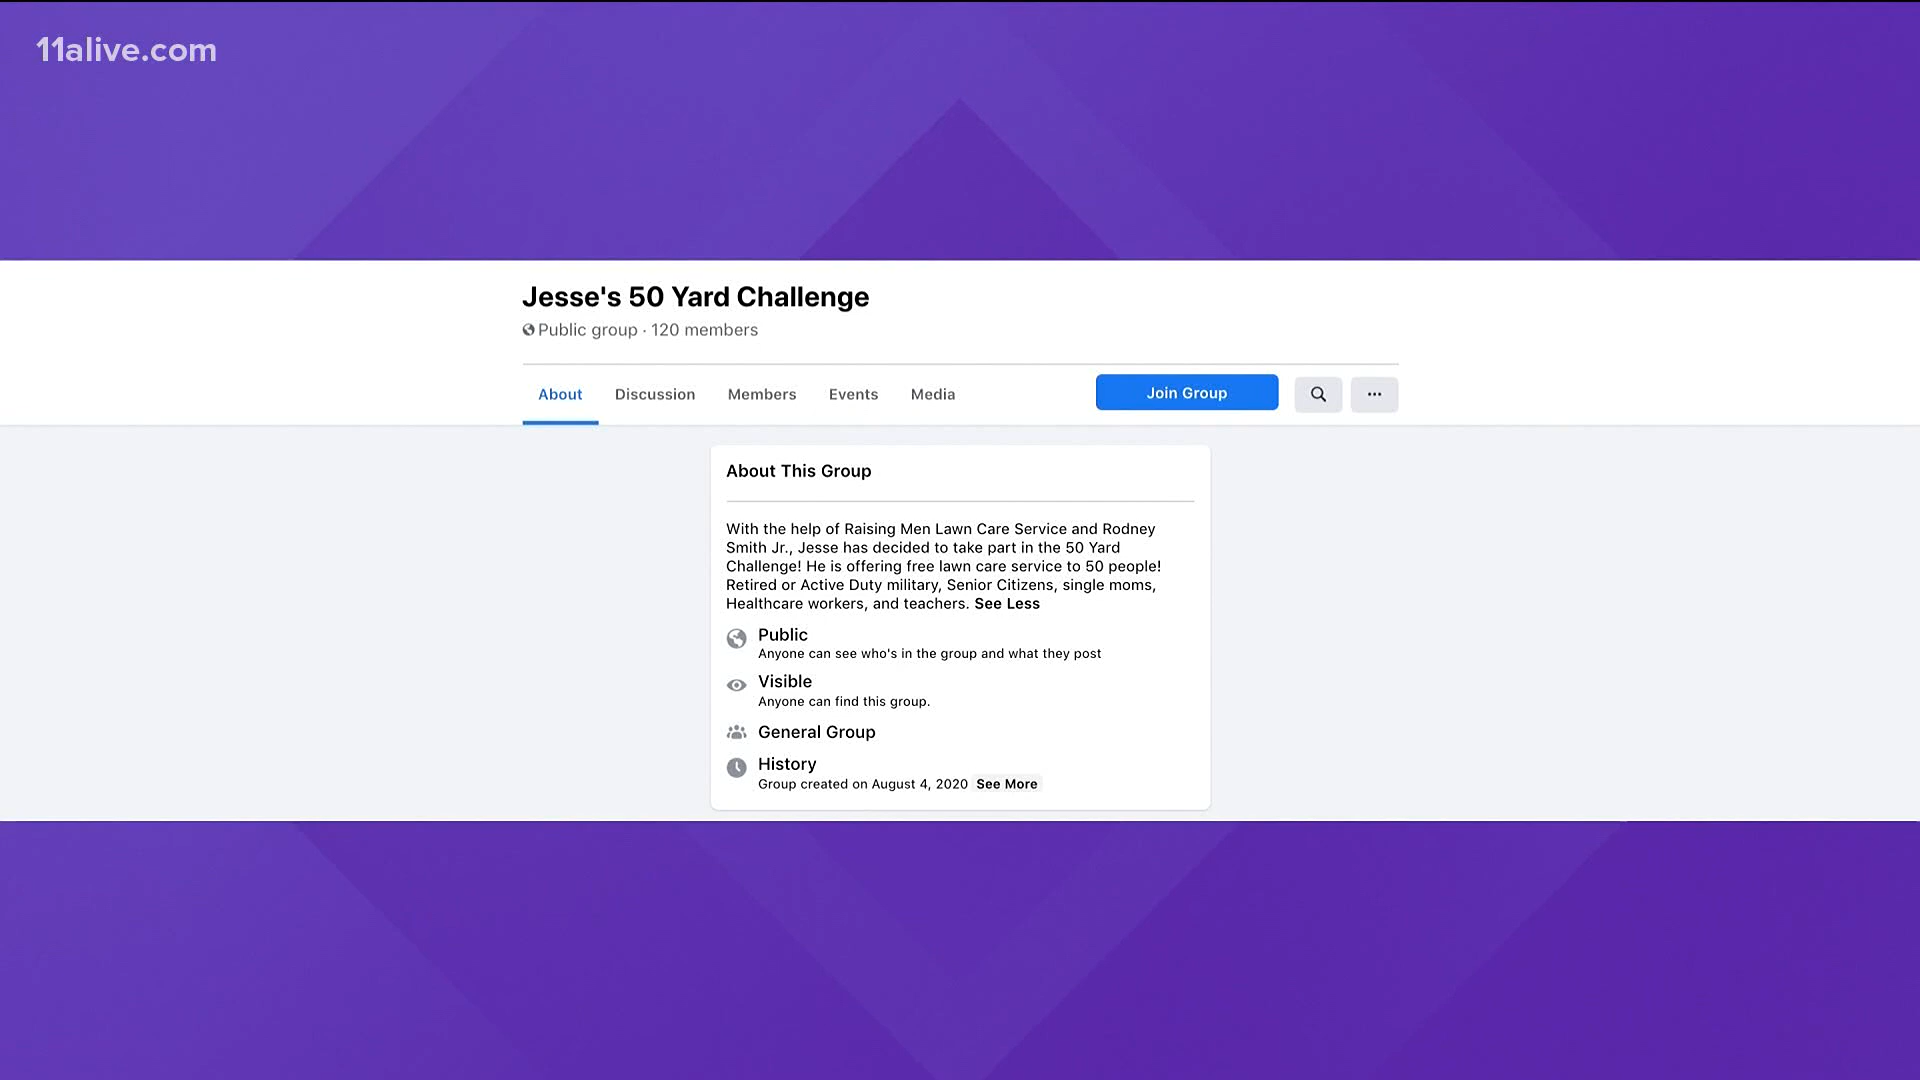 11alive.com
Jesse's 50 Yard Challenge
Public group · 120 members
About Discussion Members Events Media Join Group ...
About This Group
With the help of Raising Men Lawn Care Service and Rodney
Smith Jr., Jesse has decided to take part in the 50 Yard
Challenge! He is offering free lawn care service to 50 people!
Retired or Active Duty military, Senior Citizens, single moms,
Healthcare workers, and teachers. See Less
Public
Anyone can see who's in the group and what they post
Visible
Anyone can find this group.
General Group
History
Group created on August 4, 2020 See More